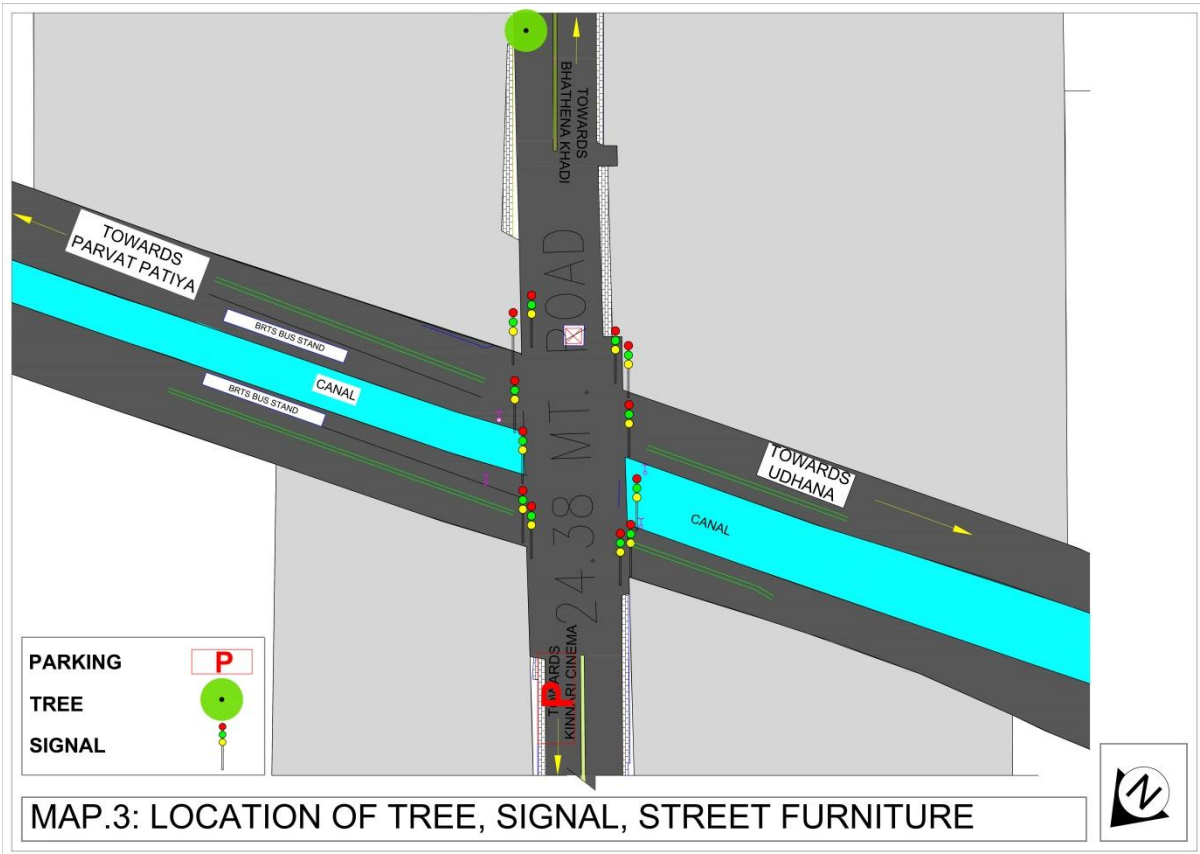 TOWARDS
BHATHENA KHADI
TOWARDS
PARVAT PATIYA
BRTS BUS STAND
CANAL
BRTS BUS STAND
24.38 MT. ROAD
TOWARDS
UDHANA
CANAL
TOWARDS
KINNARI CINEMA
P
PARKING P
TREE
SIGNAL
N
MAP.3: LOCATION OF TREE, SIGNAL, STREET FURNITURE